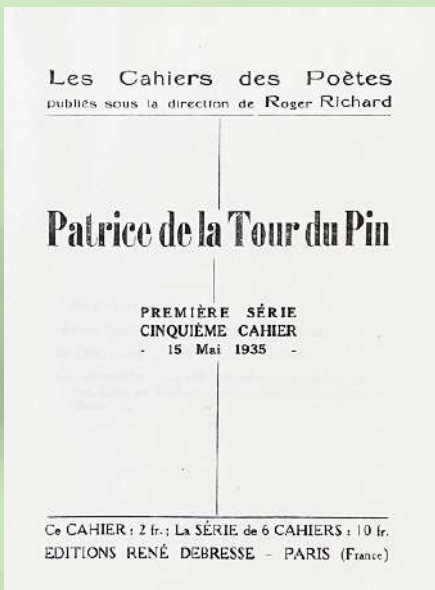 Les Cahiers des Poètes
publiés sous la direction de Roger Richard
Patrice de la Tour du Pin
PREMIÈRE SÉRIE
CINQUIÈME CAHIER
- 15 Mai 1935 -
Ce CAHIER : 2 fr. ; La SÉRIE de 6 CAHIERS : 10 fr.
EDITIONS RENÉ DEBRESSE - PARIS (France)